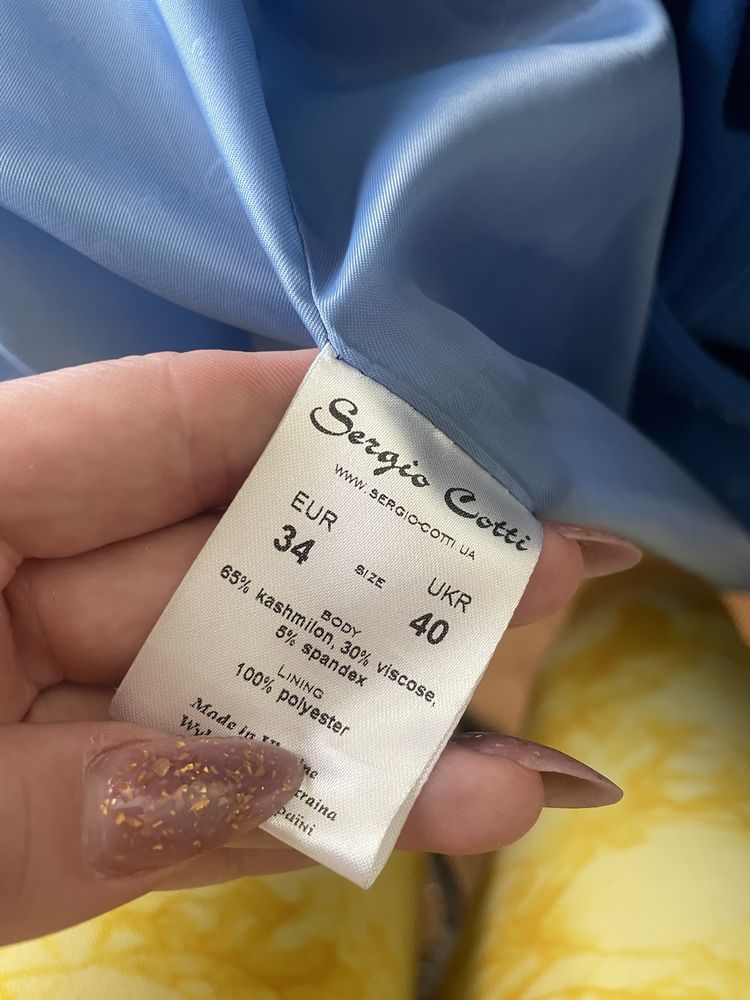 Sergio Cotti
WWW.SERGIO-COTTI.UA
EUR SIZE UKR
34 40
BODY
65% kashmilon, 30% viscose,
5% spandex
LINING
100% polyester
Made in